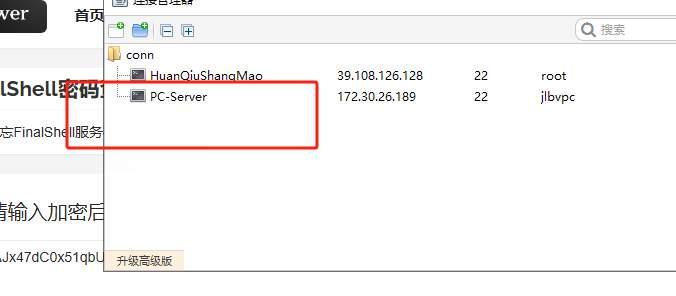 ower
首页
连接管理器
搜索
conn
HuanQiuShangMao 39.108.126.128 22 root
alShell密码
PC-Server 172.30.26.189 22 jlbvpc
忘FinalShell服务
请输入加密后
AJx47dC0x51qbU
升级高级版